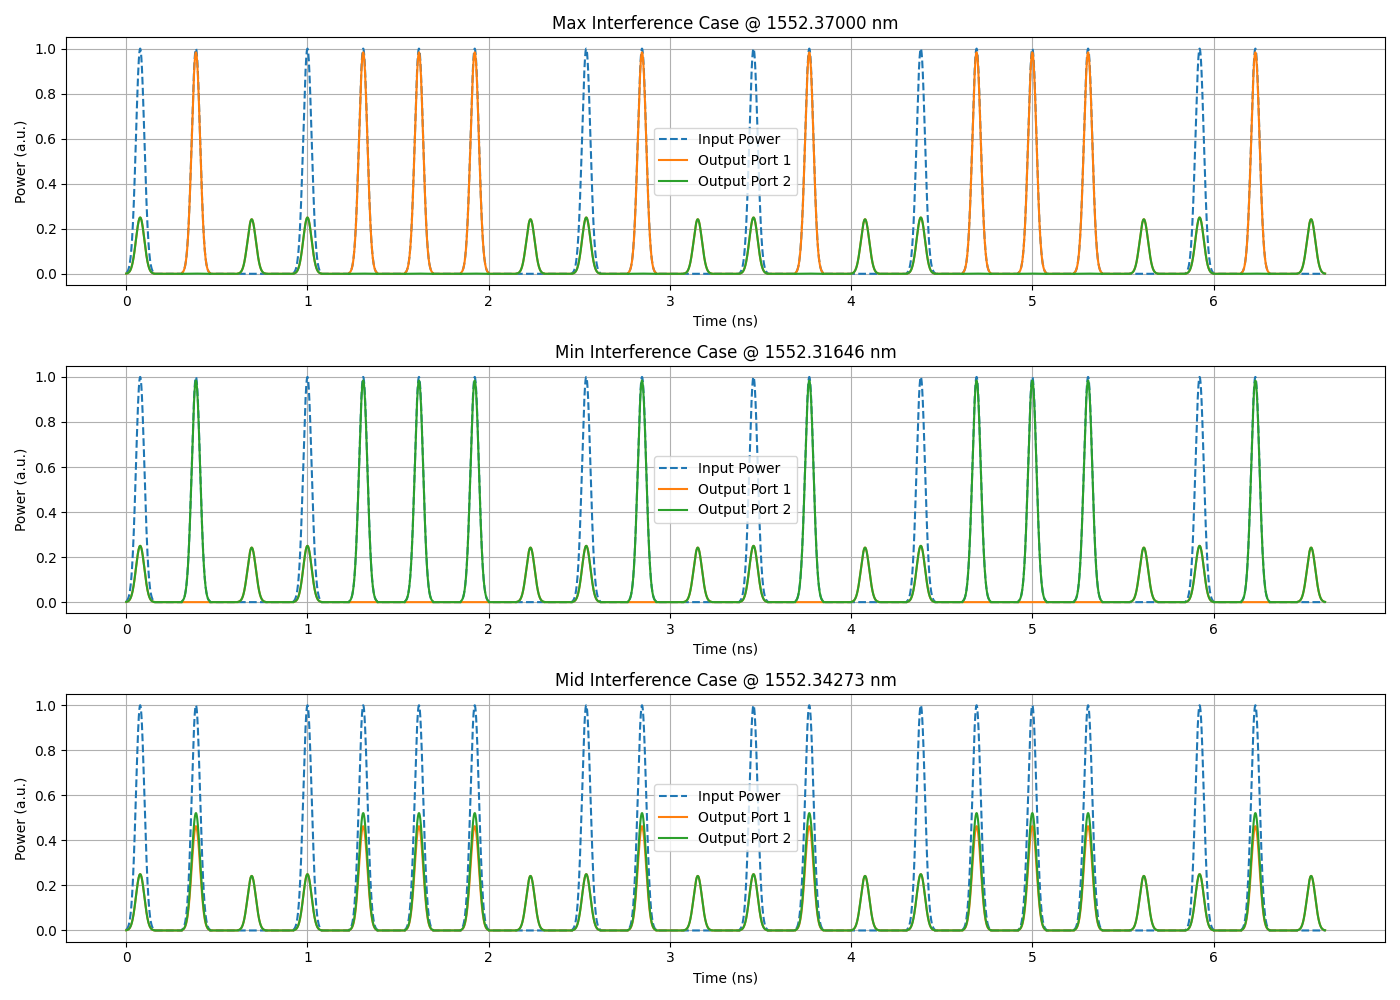 Max Interference Case @ 1552.37000 nm
1.0
0.8
0.6
0.4
0.2
0.0
Power (a.u.)
Input Power
Output Port 1
Output Port 2
0 1 2 3 4 5 6
Time (ns)
Min Interference Case @ 1552.31646 nm
1.0
0.8
0.6
0.4
0.2
0.0
Power (a.u.)
Input Power
Output Port 1
Output Port 2
0 1 2 3 4 5 6
Time (ns)
Mid Interference Case @ 1552.34273 nm
1.0
0.8
0.6
0.4
0.2
0.0
Power (a.u.)
Input Power
Output Port 1
Output Port 2
0 1 2 3 4 5 6
Time (ns)